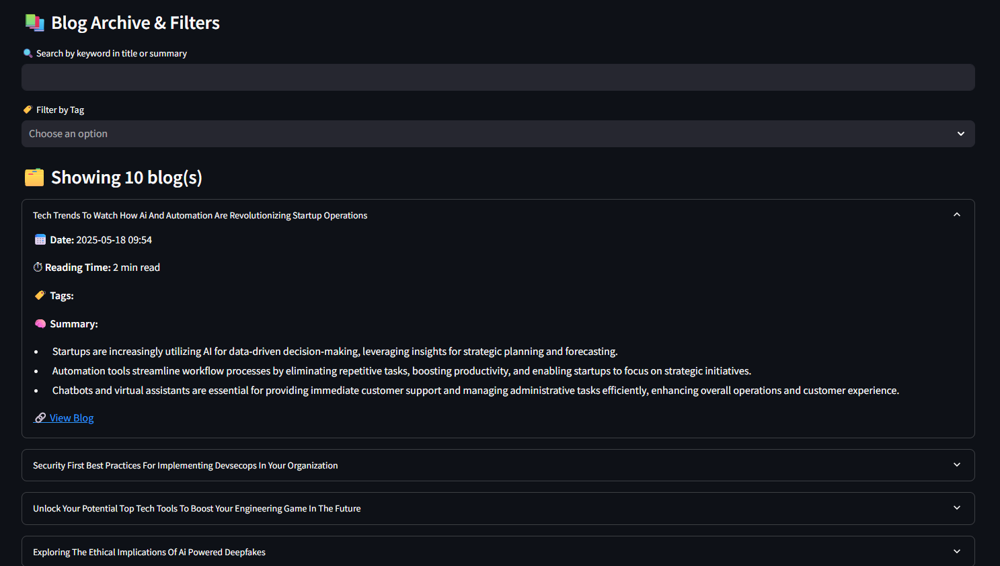 Blog Archive & Filters
Search by keyword in title or summary
Filter by Tag
Choose an option
Showing 10 blog(s)
Tech Trends To Watch How Ai And Automation Are Revolutionizing Startup Operations
Date: 2025-05-18 09:54
Reading Time: 2 min read
Tags:
Summary:
Startups are increasingly utilizing AI for data-driven decision-making, leveraging insights for strategic planning and forecasting.
Automation tools streamline workflow processes by eliminating repetitive tasks, boosting productivity, and enabling startups to focus on strategic initiatives.
Chatbots and virtual assistants are essential for providing immediate customer support and managing administrative tasks efficiently, enhancing overall operations and customer experience.
View Blog
Security First Best Practices For Implementing Devsecops In Your Organization
Unlock Your Potential Top Tech Tools To Boost Your Engineering Game In The Future
Exploring The Ethical Implications Of Ai Powered Deepfakes